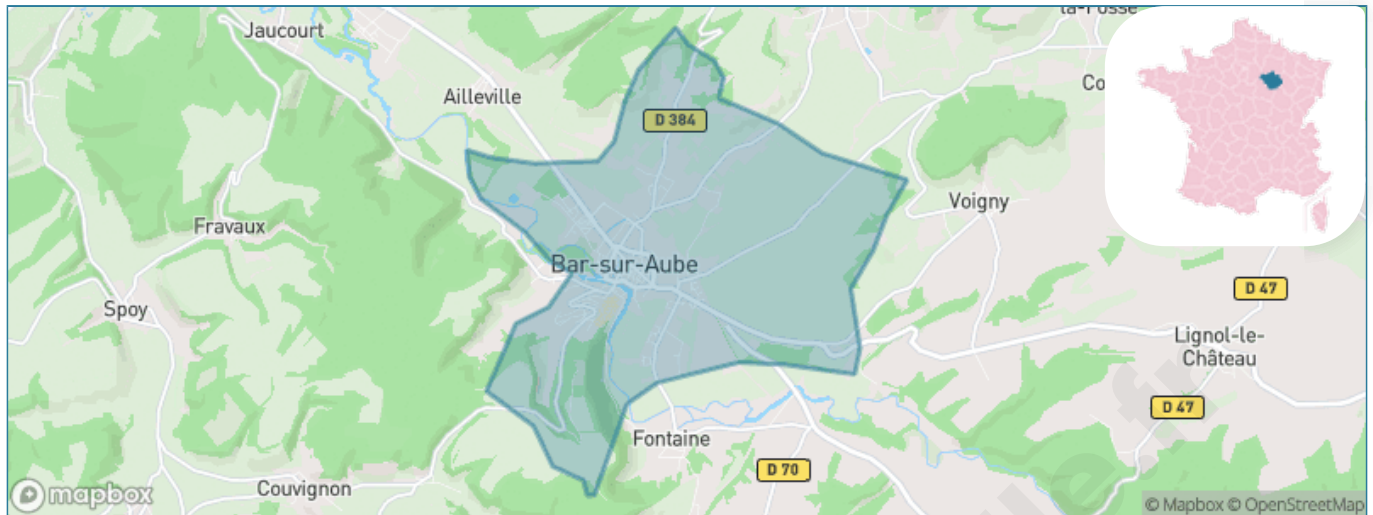 la-Fosse
Jaucourt
Co
Ailleville
D 384
Voigny
Fravaux
Bar-sur-Aube
D 47
Spoy
Lignol-le-
Château
D 47
Fontaine
D 70
Couvignon
mapbox
© Mapbox © OpenStreetMap